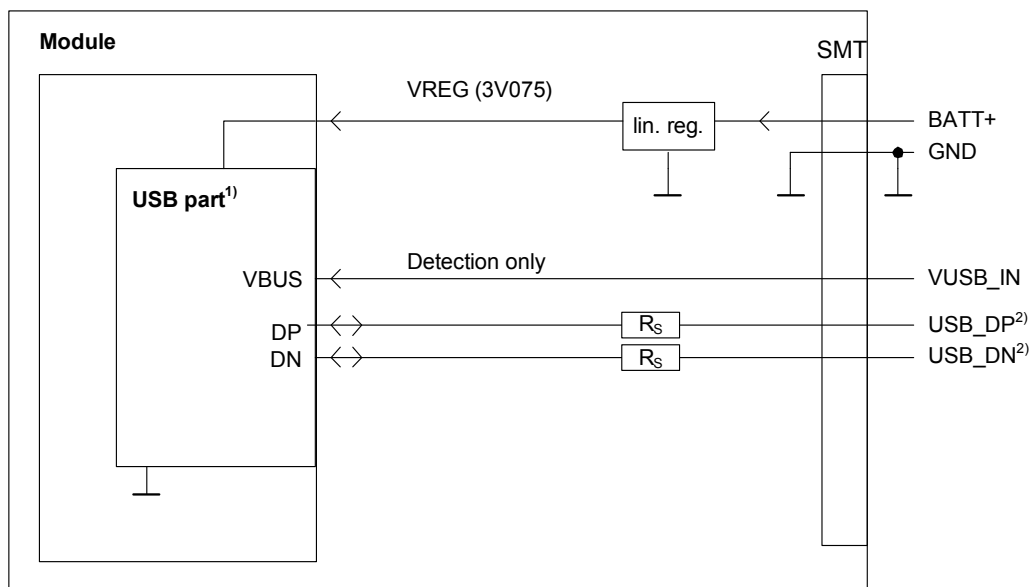 Module
SMT
VREG (3V075)
lin. reg.
BATT+
GND
USB part1)
VBUS
Detection only
VUSB_IN
DP
RS
USB_DP2)
DN
RS
USB_DN2)